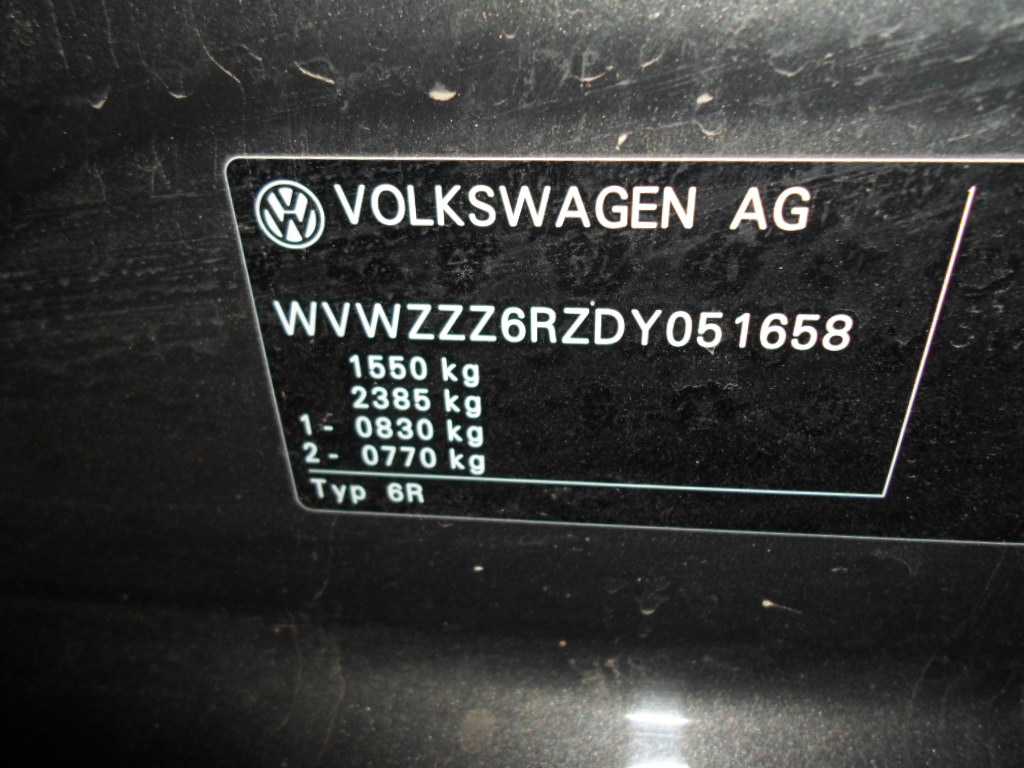 VOLKSWAGEN AG
WVWZZZ6RZDY051658
1550 kg
2385 kg
1- 0830 kg
2- 0770 kg
Typ 6R